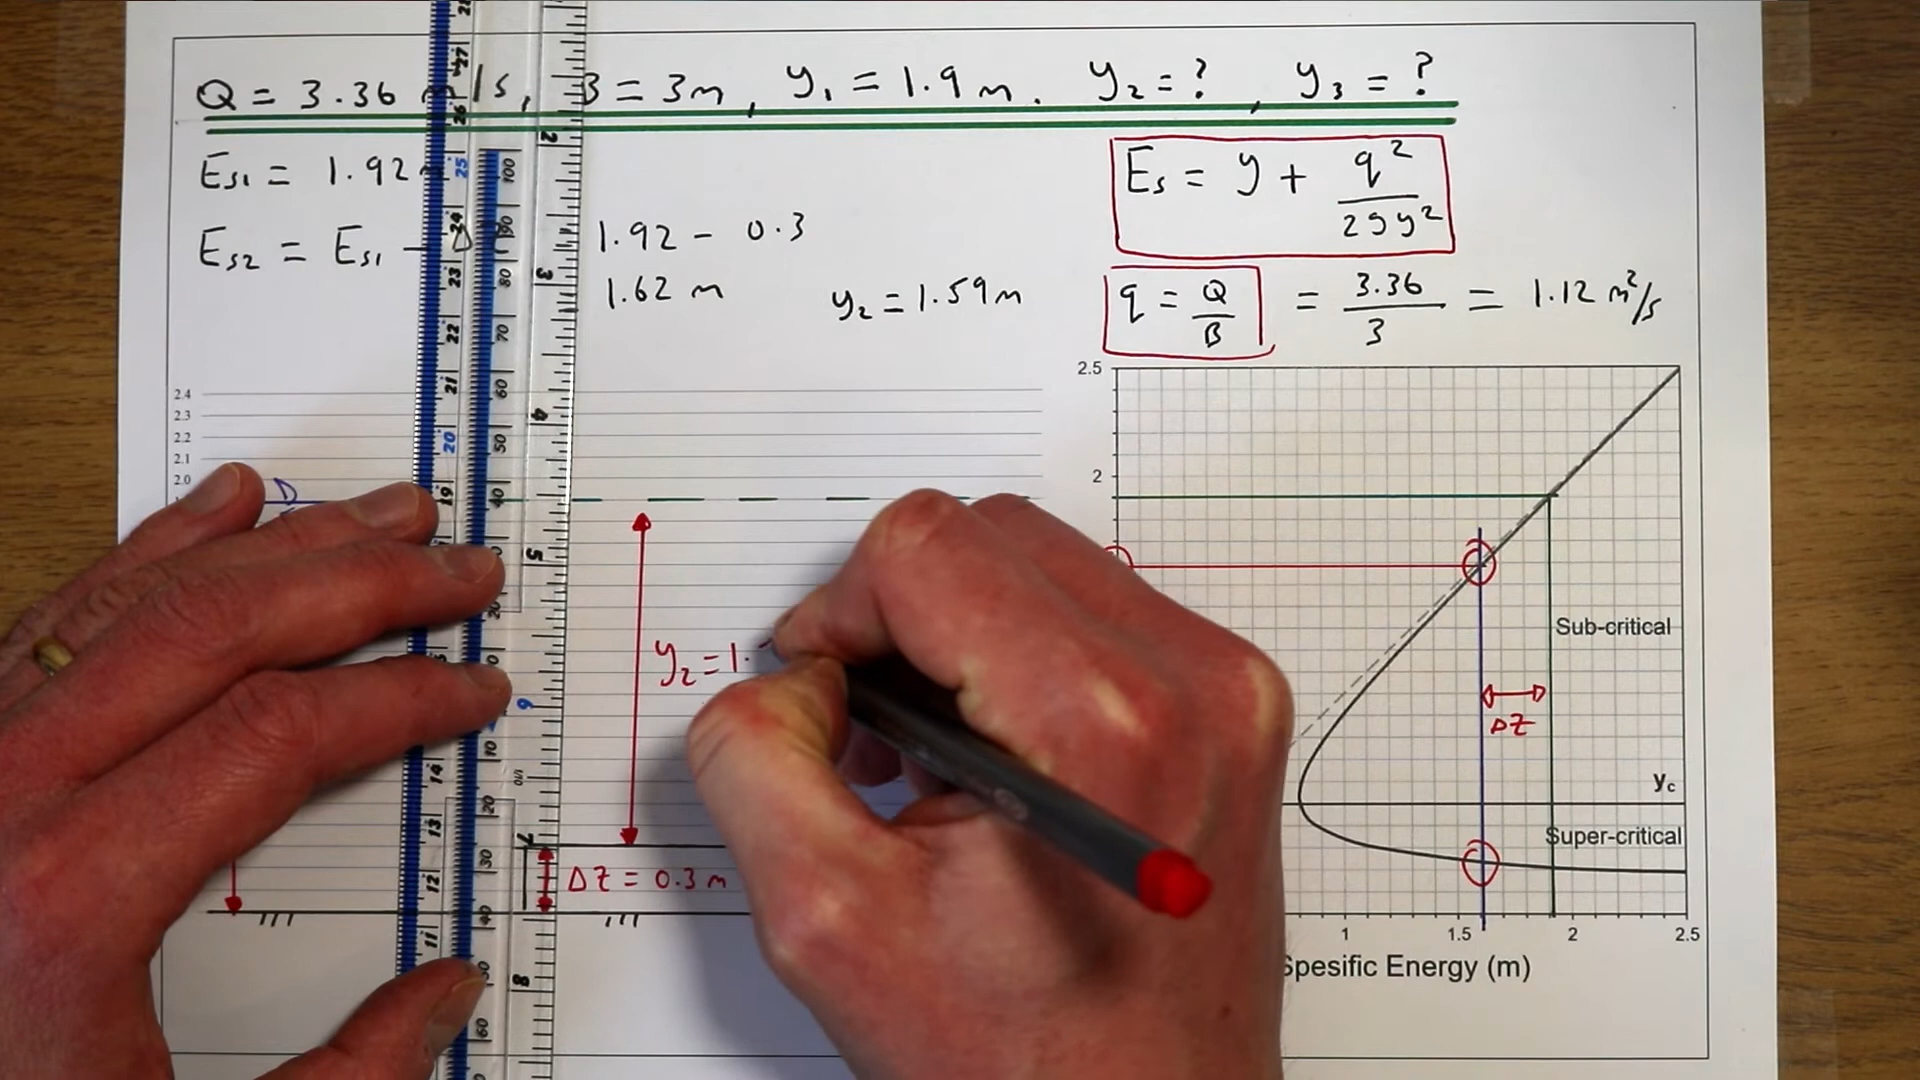 Q = 3.36 /s, B = 3m, y₁ = 1.9m. y₂ = ?, y₃ = ?
Es₁ = 1.92
Es₂ = Es₁ - Δ 1.92 - 0.3
1.62 m
y₂ = 1.59m
Es = y + q² / 2gy²
q = Q / B = 3.36 / 3 = 1.12 m²/s
2.4
2.3
2.2
2.1
2.0
y₂ = 1.
ΔZ = 0.3 m
2.5
2
Sub-critical
ΔZ
yc
Super-critical
1 1.5 2 2.5
Spesific Energy (m)